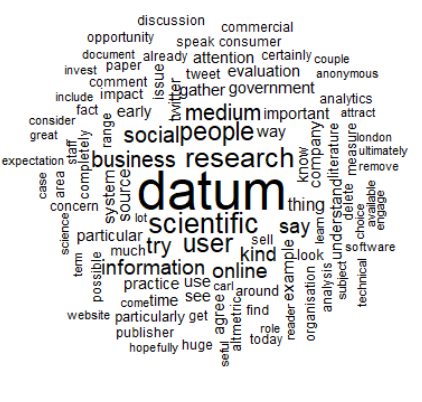 discussion
opportunity commercial
speak consumer
document already attention certainly couple
invest paper issue tweet evaluation anonymous
comment twitter gather government
include impact analytics
fact early medium important attract
consider range social people way london
great staff completely know company literature measure ultimately
expectation business research remove
case area system source datum thing understand delete available
concern choice engage
science lot scientific say learn
particular try user sell look software
term possible much kind example subject technical
information online organisation analysis
practice use carl around
come time see agree altmetric reader
website particularly get find
publisher role
hopefully huge seful today